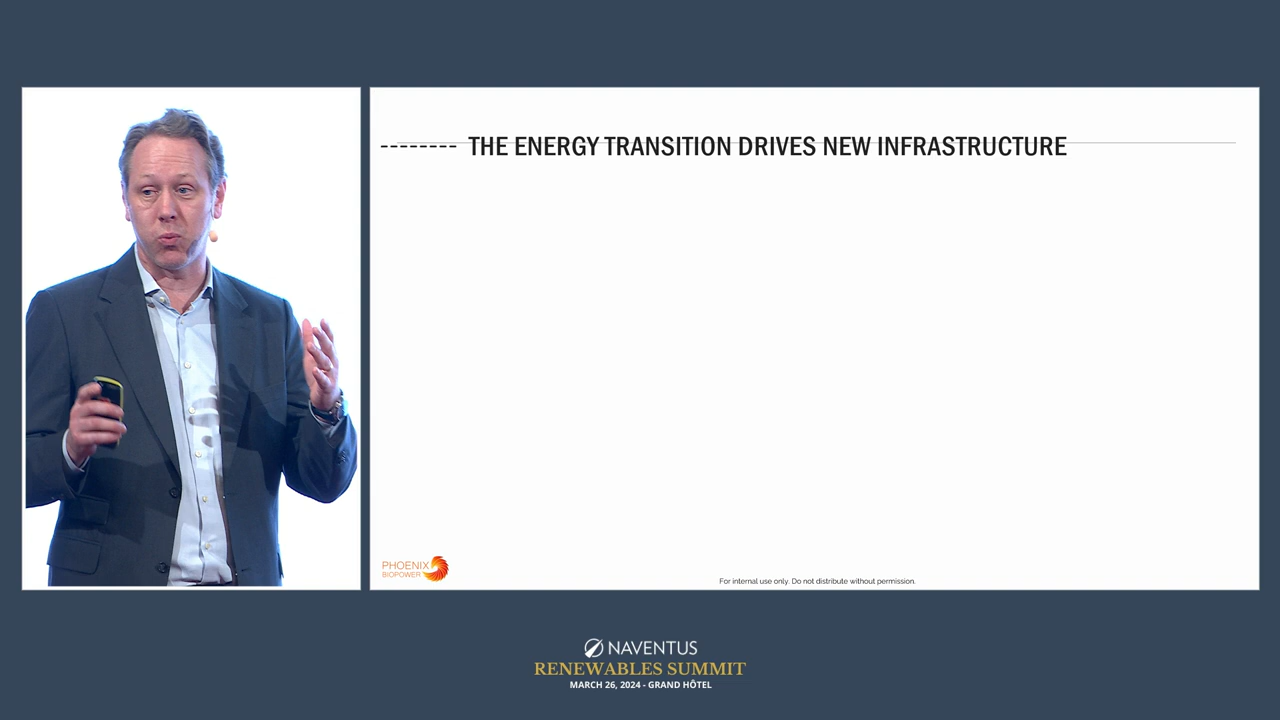 -------- THE ENERGY TRANSITION DRIVES NEW INFRASTRUCTURE
PHOENIX
BIOPOWER
For internal use only. Do not distribute without permission.
NAVENTUS
RENEWABLES SUMMIT
MARCH 26, 2024 - GRAND HÔTEL